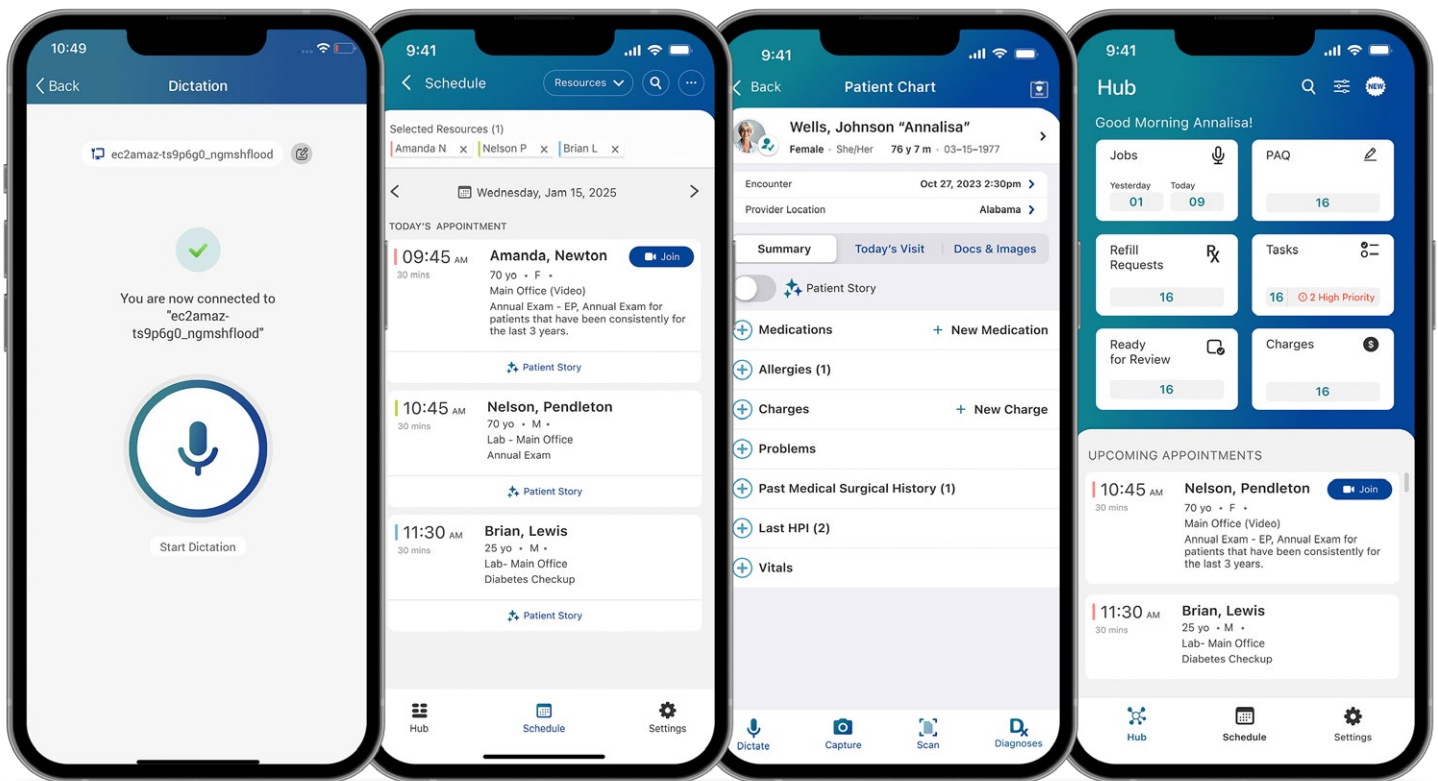 10:49
Back
Dictation
ec2amaz-ts9p6g0_ngmshflood
You are now connected to
"ec2amaz-
ts9p6g0_ngmshflood"
Start Dictation
9:41
Schedule
Resources
Selected Resources (1)
Amanda N x Nelson P x Brian L x
Wednesday, Jam 15, 2025
TODAY'S APPOINTMENT
09:45 AM
30 mins
Amanda, Newton
Join
70 yo • F •
Main Office (Video)
Annual Exam - EP, Annual Exam for
patients that have been consistently for
the last 3 years.
Patient Story
10:45 AM
30 mins
Nelson, Pendleton
70 yo • M •
Lab - Main Office
Annual Exam
Patient Story
11:30 AM
30 mins
Brian, Lewis
25 yo • M •
Lab- Main Office
Diabetes Checkup
Patient Story
Hub
Schedule
Settings
9:41
Back
Patient Chart
Wells, Johnson “Annalisa”
Female · She/Her 76 y 7 m · 03-15-1977
Encounter Oct 27, 2023 2:30pm
Provider Location Alabama
Summary Today's Visit Docs & Images
Patient Story
Medications + New Medication
Allergies (1)
Charges + New Charge
Problems
Past Medical Surgical History (1)
Last HPI (2)
Vitals
Dictate
Capture
Scan
Dx
Diagnoses
9:41
Hub
NEW
Good Morning Annalisa!
Jobs
Yesterday Today
01 09
PAQ
16
Refill
Requests
Rx
16
Tasks
16 2 High Priority
Ready
for Review
16
Charges
$
16
UPCOMING APPOINTMENTS
10:45 AM
30 mins
Nelson, Pendleton
Join
70 yo • F •
Main Office (Video)
Annual Exam - EP, Annual Exam for
patients that have been consistently for
the last 3 years.
11:30 AM
30 mins
Brian, Lewis
25 yo • M •
Lab- Main Office
Diabetes Checkup
Hub
Schedule
Settings